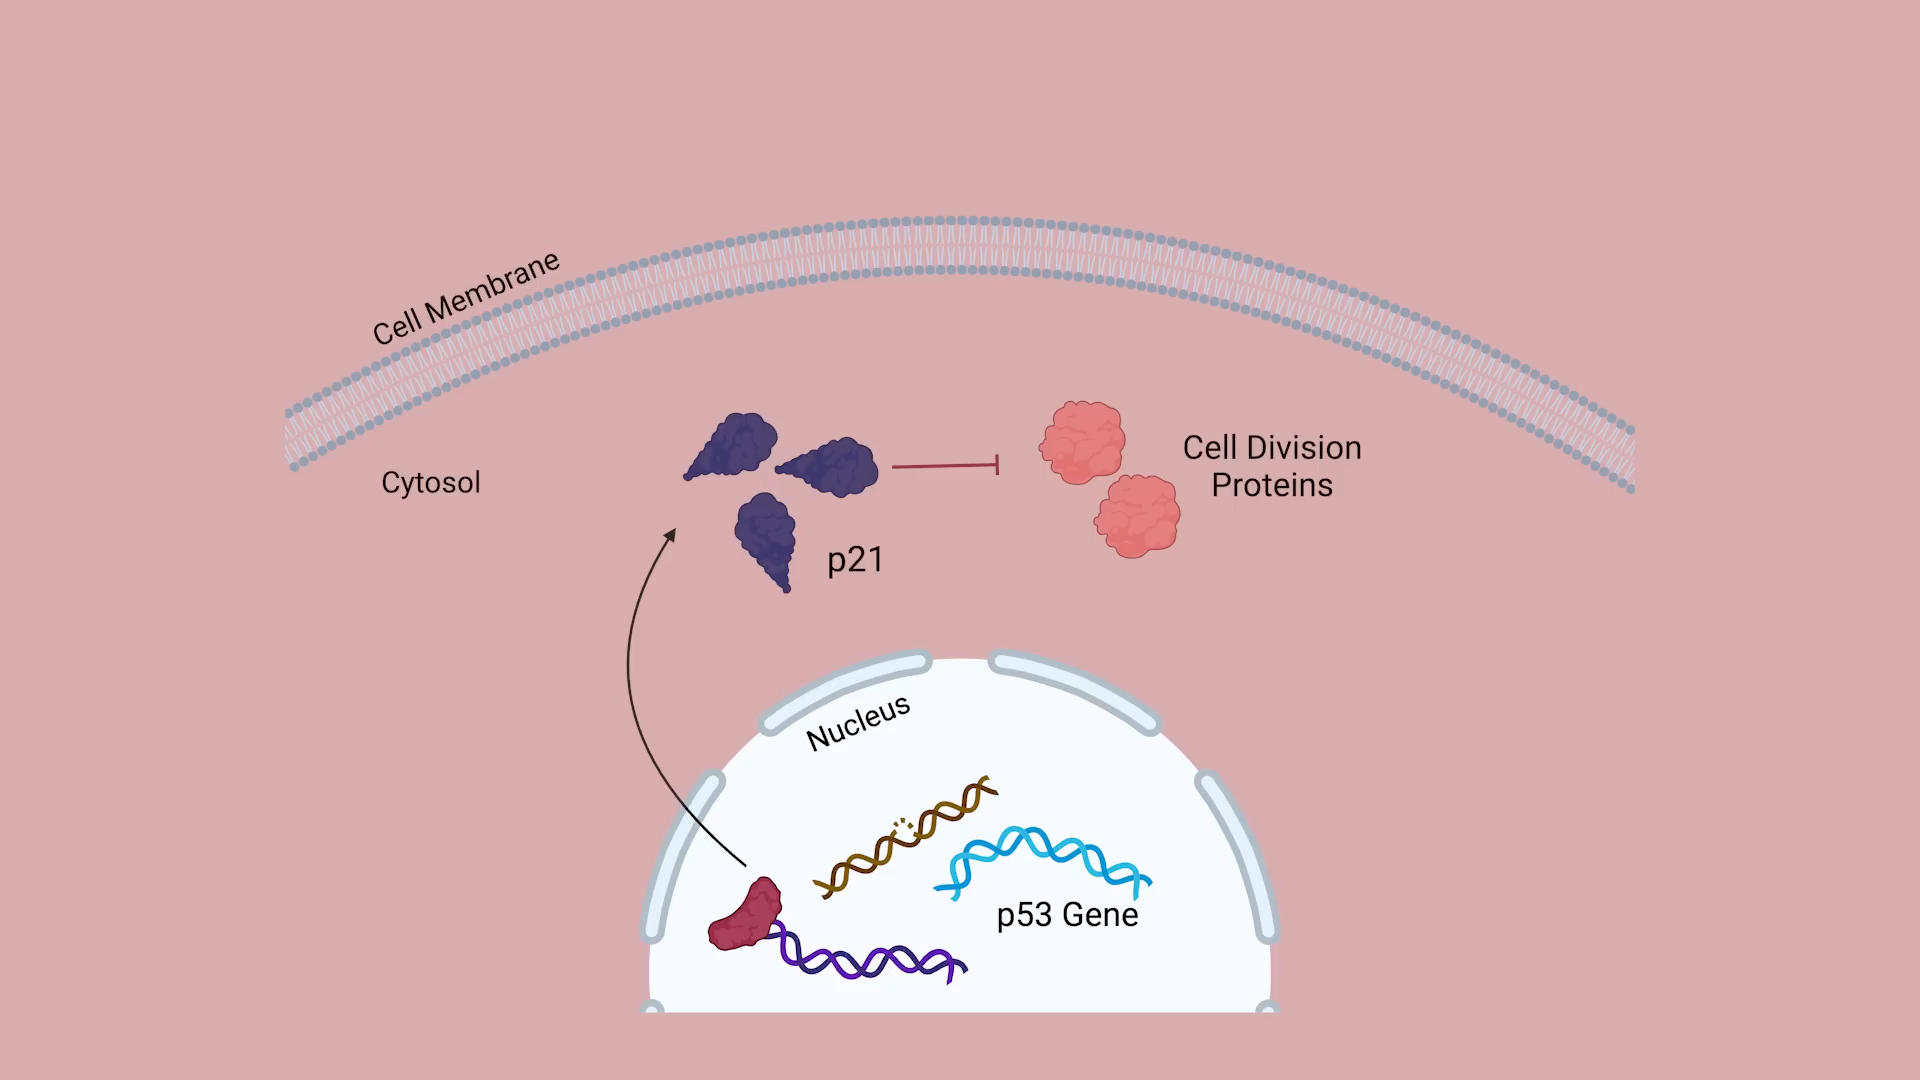 Cell Membrane
Cytosol
Cell Division
Proteins
p21
Nucleus
p53 Gene